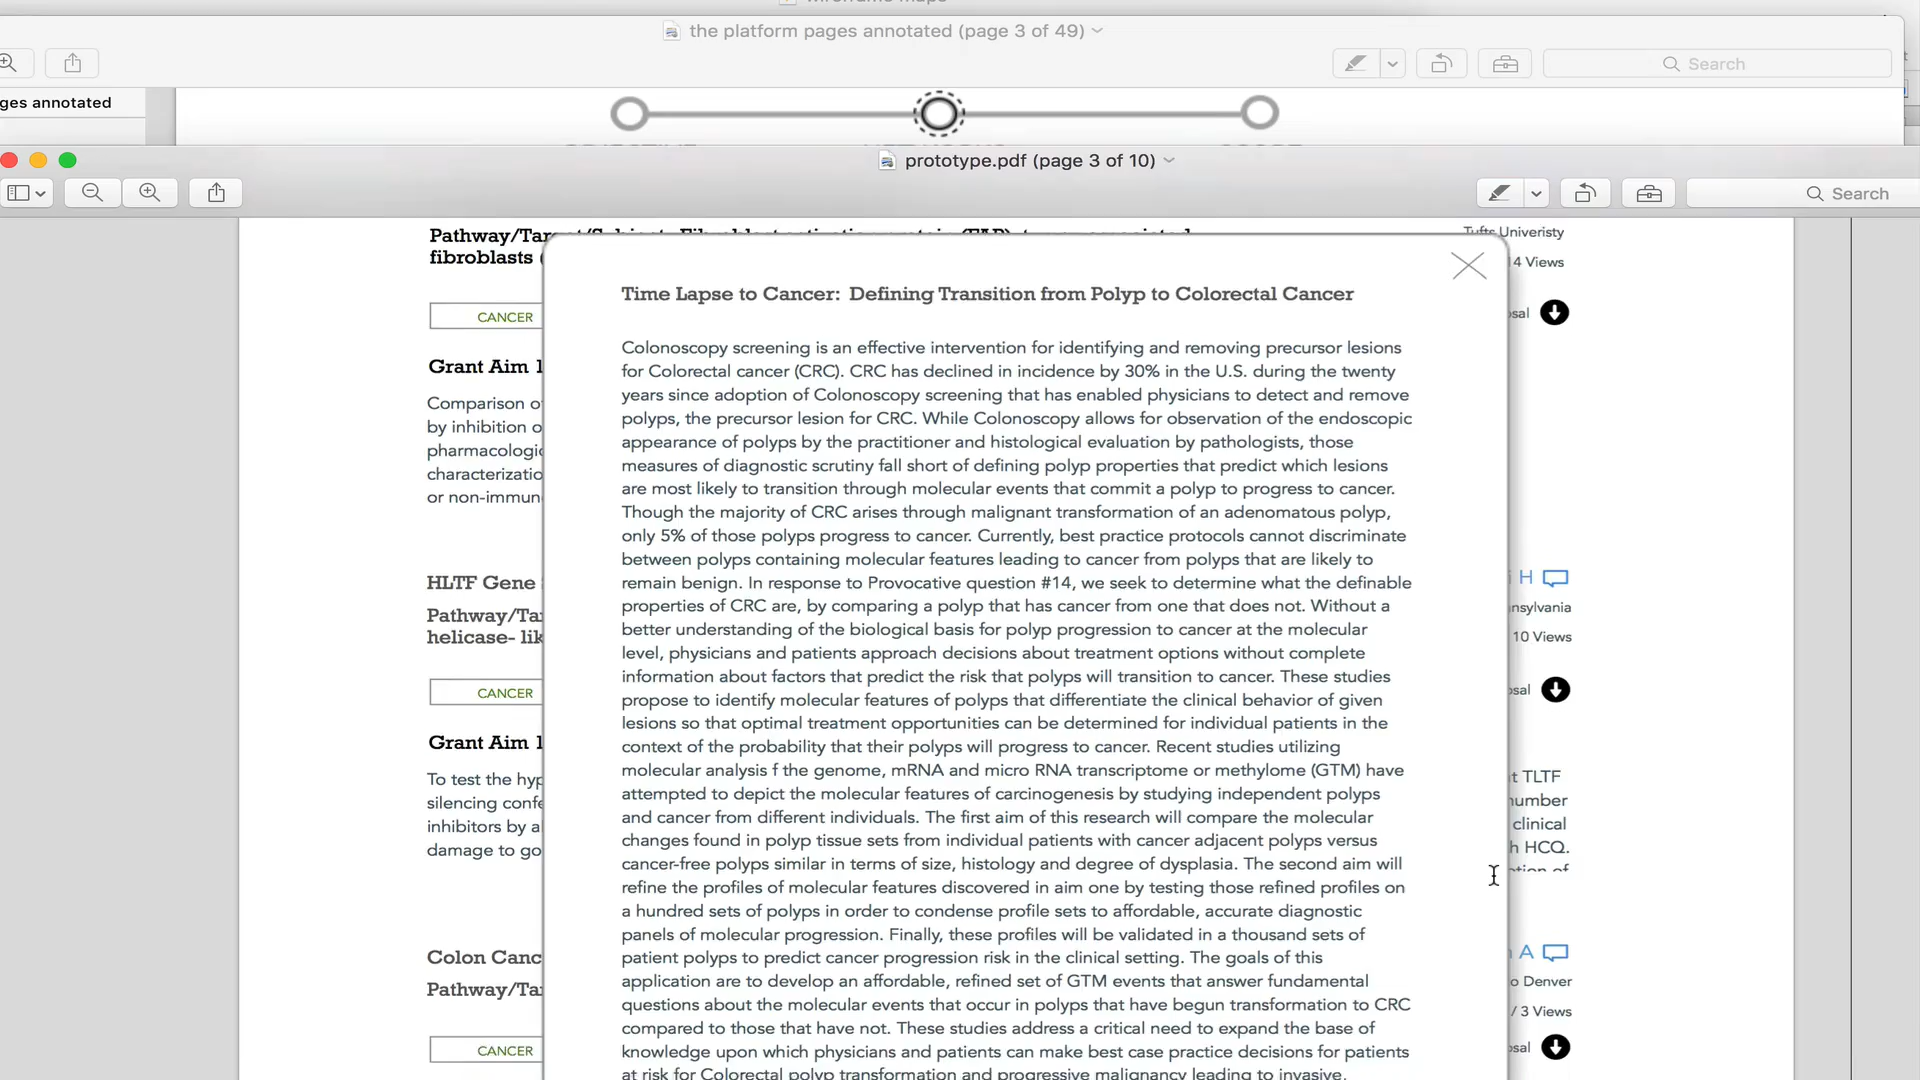 the platform pages annotated (page 3 of 49)
Search
ges annotated
prototype.pdf (page 3 of 10)
Search
Pathway/Target/Subject: Fibroblast activation protein (FAP), tumor associated
fibroblasts
Tufts Univeristy
4 Views
CANCER
osal
Grant Aim 1
Comparison o
by inhibition o
pharmacologic
characterizatio
or non-immun
Time Lapse to Cancer: Defining Transition from Polyp to Colorectal Cancer
Colonoscopy screening is an effective intervention for identifying and removing precursor lesions
for Colorectal cancer (CRC). CRC has declined in incidence by 30% in the U.S. during the twenty
years since adoption of Colonoscopy screening that has enabled physicians to detect and remove
polyps, the precursor lesion for CRC. While Colonoscopy allows for observation of the endoscopic
appearance of polyps by the practitioner and histological evaluation by pathologists, those
measures of diagnostic scrutiny fall short of defining polyp properties that predict which lesions
are most likely to transition through molecular events that commit a polyp to progress to cancer.
Though the majority of CRC arises through malignant transformation of an adenomatous polyp,
only 5% of those polyps progress to cancer. Currently, best practice protocols cannot discriminate
between polyps containing molecular features leading to cancer from polyps that are likely to
remain benign. In response to Provocative question #14, we seek to determine what the definable
properties of CRC are, by comparing a polyp that has cancer from one that does not. Without a
better understanding of the biological basis for polyp progression to cancer at the molecular
level, physicians and patients approach decisions about treatment options without complete
information about factors that predict the risk that polyps will transition to cancer. These studies
propose to identify molecular features of polyps that differentiate the clinical behavior of given
lesions so that optimal treatment opportunities can be determined for individual patients in the
context of the probability that their polyps will progress to cancer. Recent studies utilizing
molecular analysis f the genome, mRNA and micro RNA transcriptome or methylome (GTM) have
attempted to depict the molecular features of carcinogenesis by studying independent polyps
and cancer from different individuals. The first aim of this research will compare the molecular
changes found in polyp tissue sets from individual patients with cancer adjacent polyps versus
cancer-free polyps similar in terms of size, histology and degree of dysplasia. The second aim will
refine the profiles of molecular features discovered in aim one by testing those refined profiles on
a hundred sets of polyps in order to condense profile sets to affordable, accurate diagnostic
panels of molecular progression. Finally, these profiles will be validated in a thousand sets of
patient polyps to predict cancer progression risk in the clinical setting. The goals of this
application are to develop an affordable, refined set of GTM events that answer fundamental
questions about the molecular events that occur in polyps that have begun transformation to CRC
compared to those that have not. These studies address a critical need to expand the base of
knowledge upon which physicians and patients can make best case practice decisions for patients
at risk for Colorectal polyp transformation and progressive malignancy leading to invasive,
HLTF Gene
Pathway/Tar
helicase- lik
H
nsylvania
10 Views
CANCER
osal
Grant Aim 1
To test the hyp
silencing confe
inhibitors by a
damage to go
t TLTF
number
clinical
h HCQ.
ption of
Colon Canc
Pathway/Tar
A
o Denver
/ 3 Views
CANCER
osal